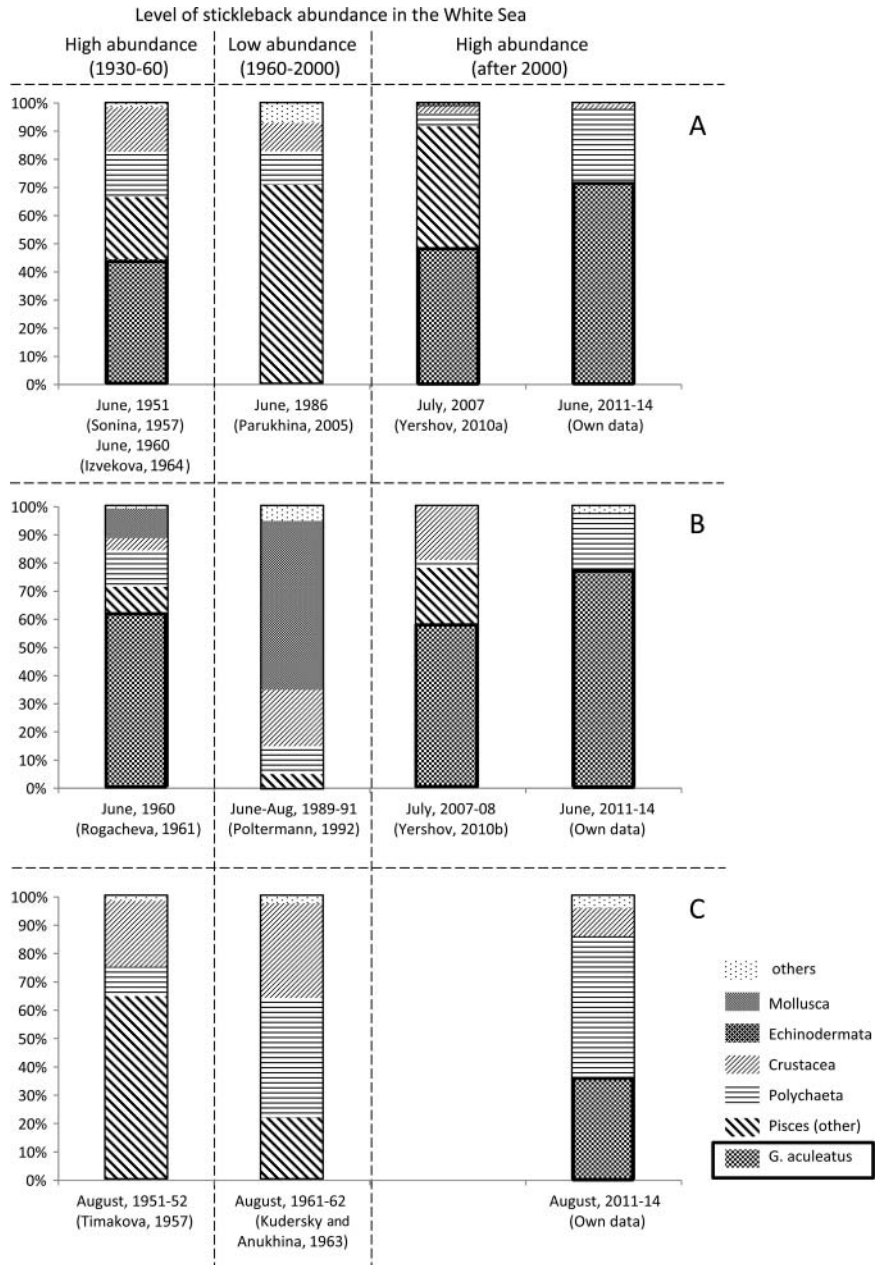 Level of stickleback abundance in the White Sea
High abundance
(1930-60)
Low abundance
(1960-2000)
High abundance
(after 2000)
A
100%
90%
80%
70%
60%
50%
40%
30%
20%
10%
0%
June, 1951
(Sonina, 1957)
June, 1960
(Izvekova, 1964)
June, 1986
(Parukhina, 2005)
July, 2007
(Yershov, 2010a)
June, 2011-14
(Own data)
B
100%
90%
80%
70%
60%
50%
40%
30%
20%
10%
0%
June, 1960
(Rogacheva, 1961)
June-Aug, 1989-91
(Poltermann, 1992)
July, 2007-08
(Yershov, 2010b)
June, 2011-14
(Own data)
C
100%
90%
80%
70%
60%
50%
40%
30%
20%
10%
0%
August, 1951-52
(Timakova, 1957)
August, 1961-62
(Kudersky and
Anukhina, 1963)
August, 2011-14
(Own data)
others
Mollusca
Echinodermata
Crustacea
Polychaeta
Pisces (other)
G. aculeatus